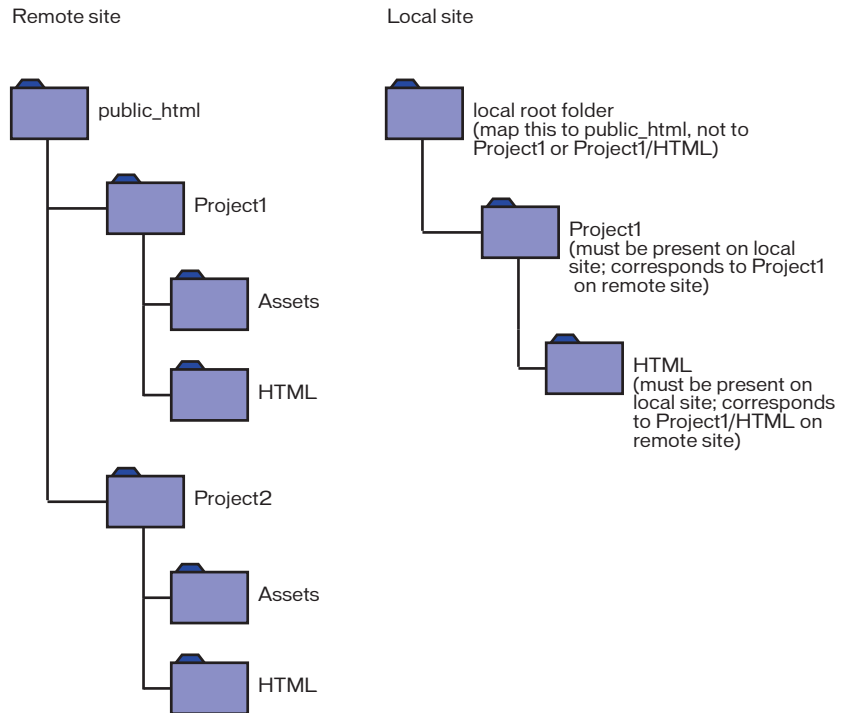 Remote site
public_html
Project1
Assets
HTML
Project2
Assets
HTML
Local site
local root folder
(map this to public_html, not to
Project1 or Project1/HTML)
Project1
(must be present on local
site; corresponds to Project1
on remote site)
HTML
(must be present on
local site; corresponds
to Project1/HTML on
remote site)